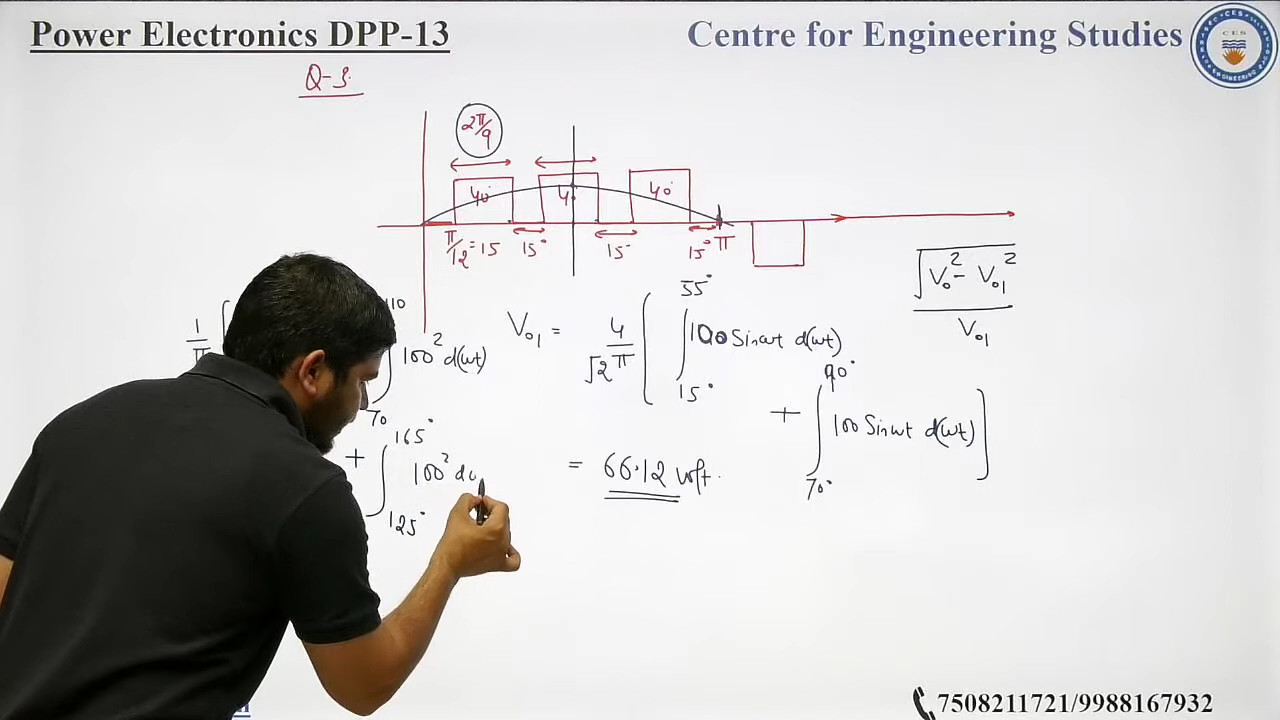 Power Electronics DPP-13
Centre for Engineering Studies
Q-3.
2π/9
40° 4 40°
π/12 = 15 15° 15° 15° π
√V₀² - V₀₁²
V₀₁
1/π ∫ 110 70 100² d(ωt)
+ ∫ 165° 125° 100² d
V₀₁ = 4/√2π [ ∫ 55° 15° 100 Sinωt d(ωt)
+ ∫ 90° 70° 100 Sinωt d(ωt) ]
= 66.12 volt.
7508211721/9988167932